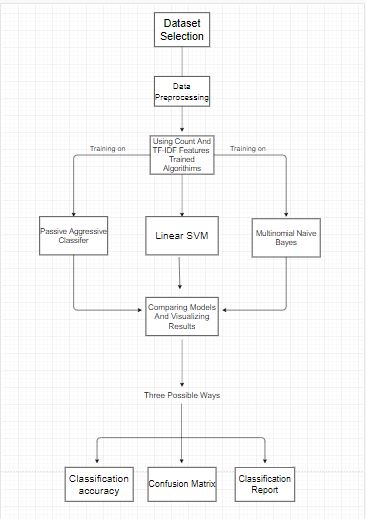 Dataset
Selection
Data
Preprocessing
Using Count And
TF-IDF Features
Trained
Algorithims
Training on
Training on
Passive Aggressive
Classifer
Linear SVM
Multinomial Naive
Bayes
Comparing Models
And Visualizing
Results
Three Possible Ways
Classification
accuracy
Confusion Matrix
Classification
Report